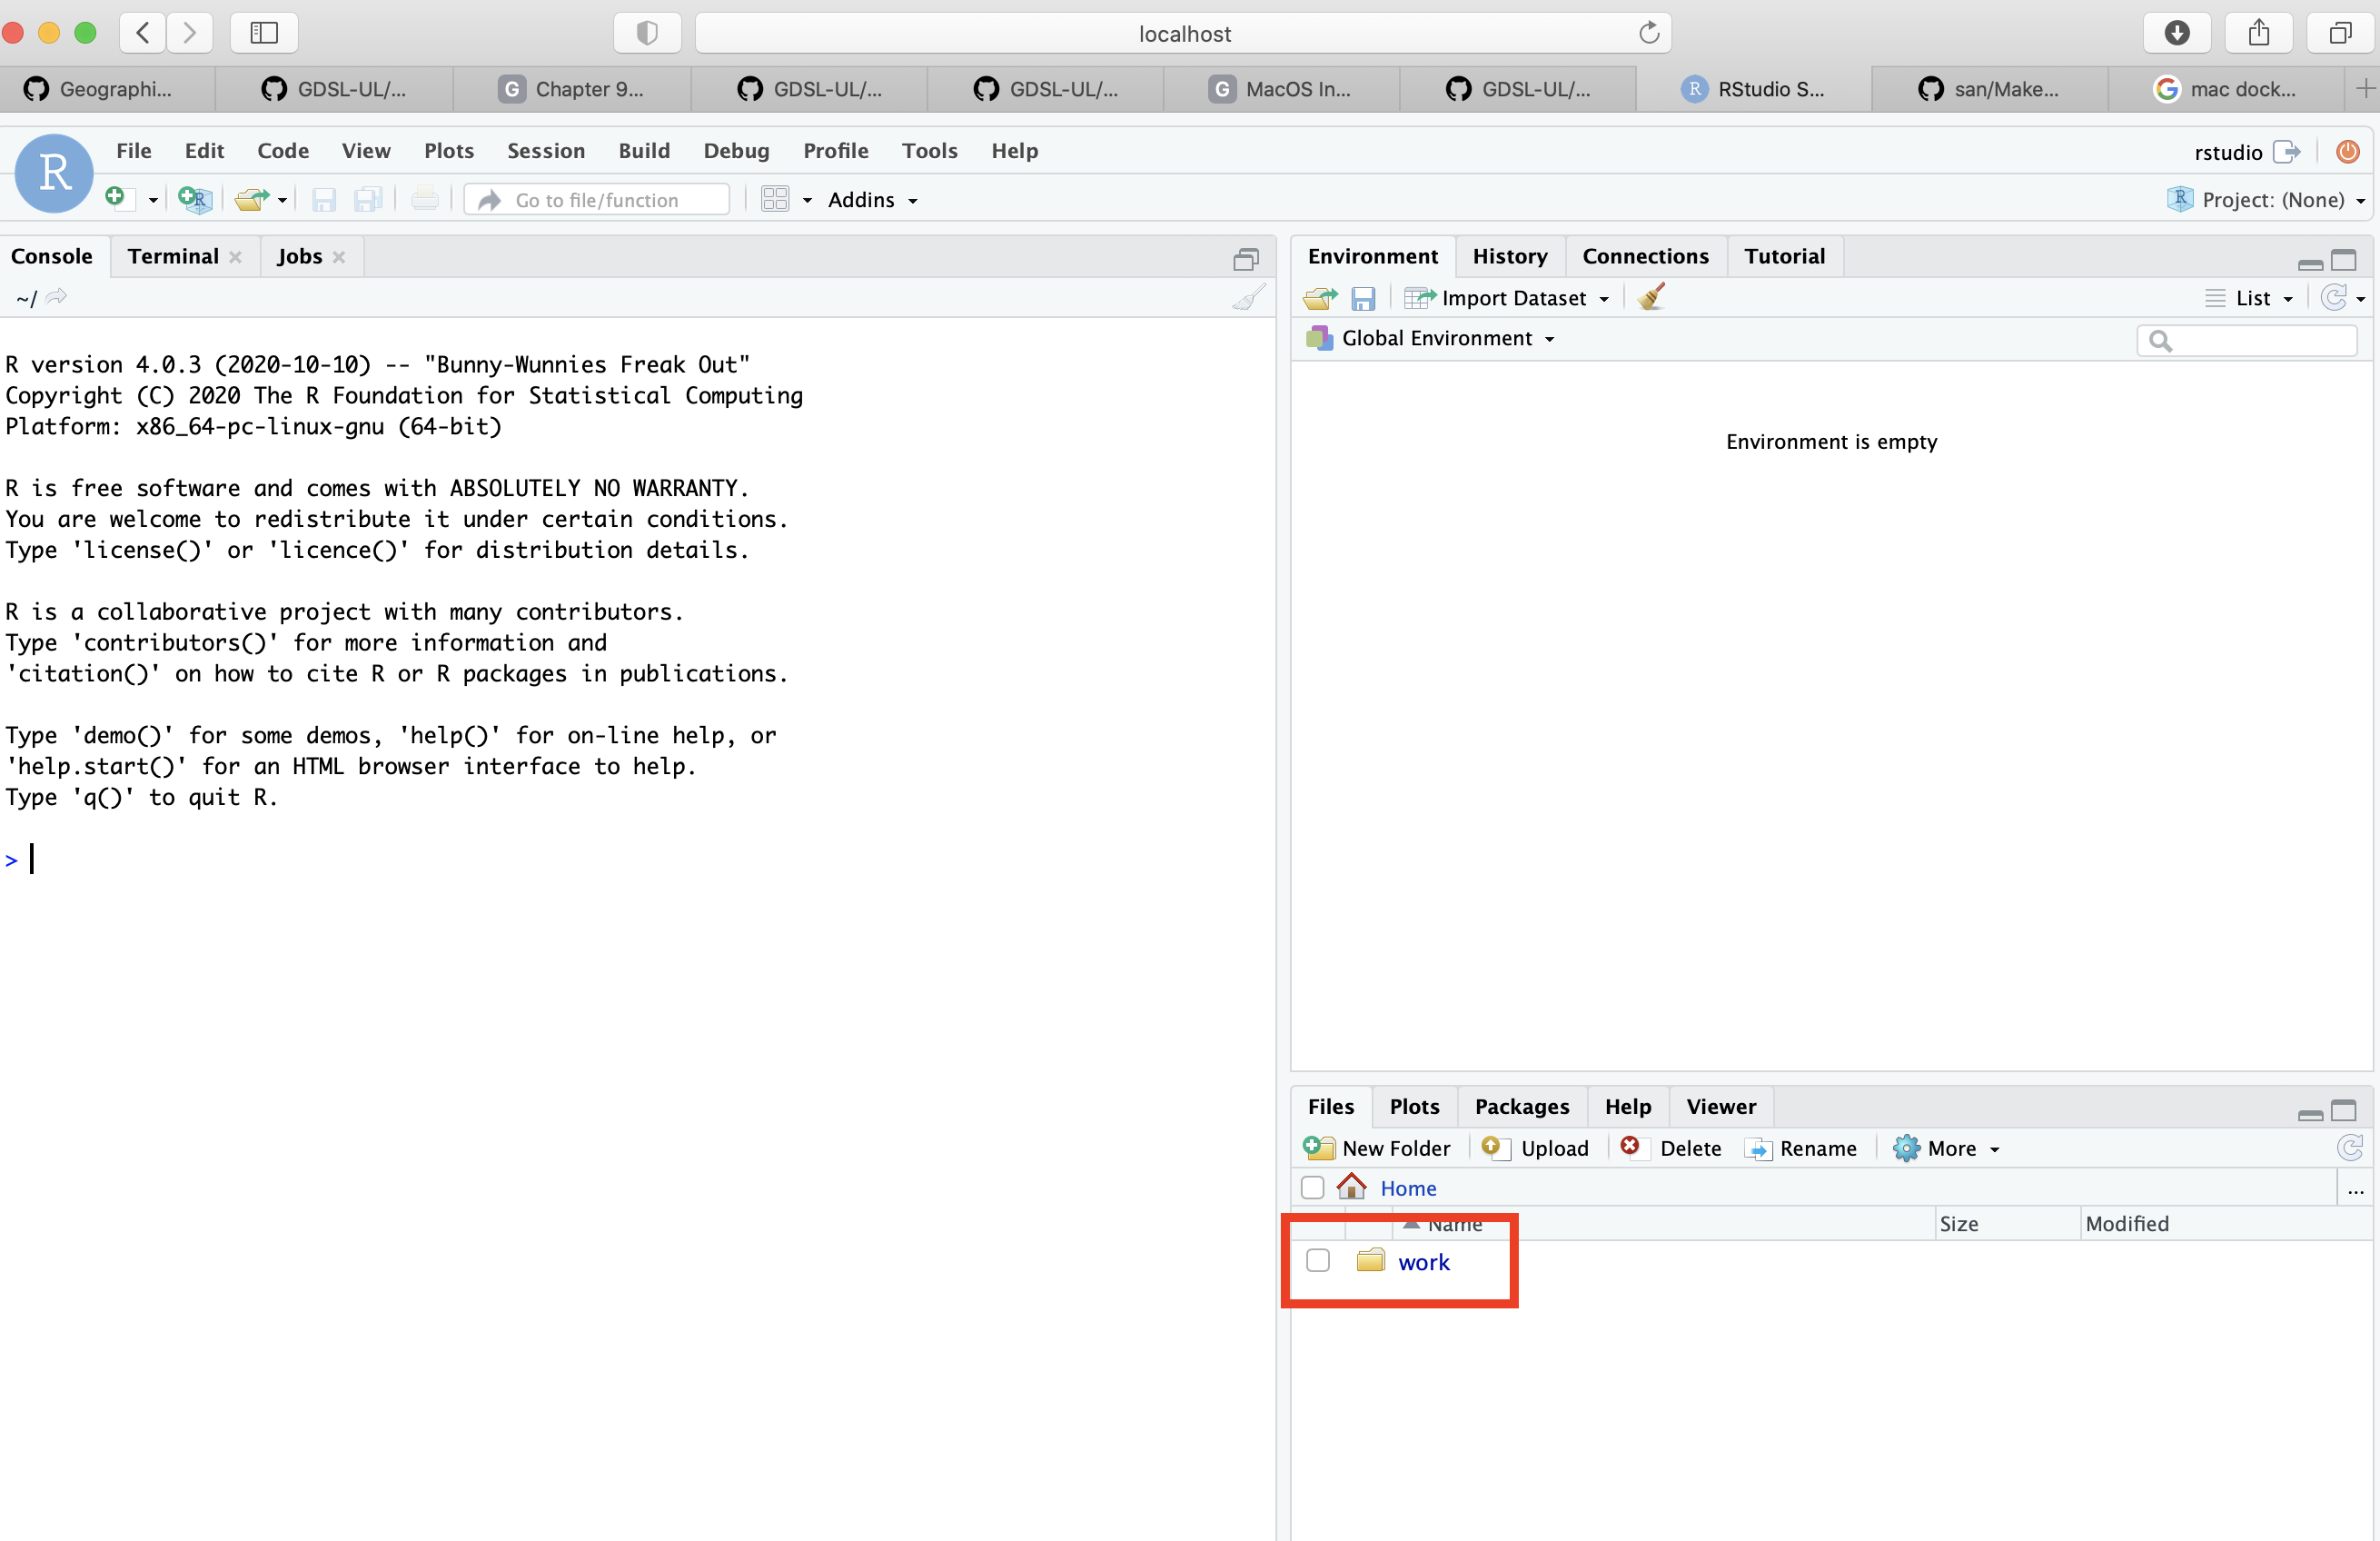 localhost
Geographi... GDSL-UL/... G Chapter 9... GDSL-UL/... GDSL-UL/... G MacOS In... GDSL-UL/... R RStudio S... san/Make... mac dock...
R File Edit Code View Plots Session Build Debug Profile Tools Help rstudio
R Go to file/function Addins R Project: (None)
Console Terminal Jobs
~/
R version 4.0.3 (2020-10-10) -- "Bunny-Wunnies Freak Out"
Copyright (C) 2020 The R Foundation for Statistical Computing
Platform: x86_64-pc-linux-gnu (64-bit)
R is free software and comes with ABSOLUTELY NO WARRANTY.
You are welcome to redistribute it under certain conditions.
Type 'license()' or 'licence()' for distribution details.
R is a collaborative project with many contributors.
Type 'contributors()' for more information and
'citation()' on how to cite R or R packages in publications.
Type 'demo()' for some demos, 'help()' for on-line help, or
'help.start()' for an HTML browser interface to help.
Type 'q()' to quit R.
>
Environment History Connections Tutorial
Import Dataset List
Global Environment
Environment is empty
Files Plots Packages Help Viewer
New Folder Upload Delete Rename More
Home ...
Name Size Modified
work